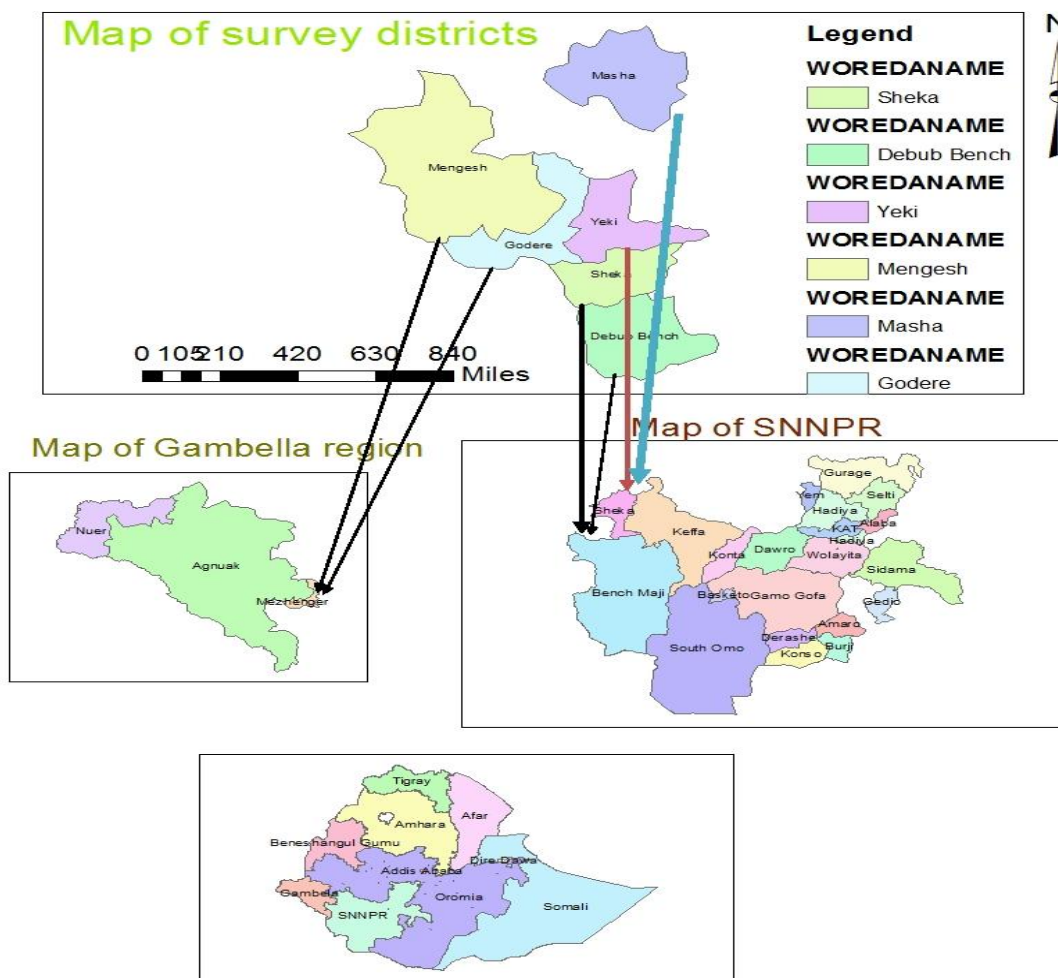 Map of survey districts
N
Legend
WOREDANAME
Sheka
WOREDANAME
Debub Bench
WOREDANAME
Yeki
WOREDANAME
Mengesh
WOREDANAME
Masha
WOREDANAME
Godere
Masha
Mengesh
Yeki
Godere
Sheka
Debub Bench
0 105 210 420 630 840
Miles
Map of Gambella region
Nuer
Agnuak
Mezhenger
Map of SNNPR
Gurage
Yem
Selti
Hadiya
Alaba
KAT
Hadiya
Sheka
Keffa
Konta
Dawro
Wolayita
Sidama
Bench Maji
Basketo
Gamo Gofa
Gedio
Amaro
South Omo
Derashe
Burji
Konso
Tigray
Afar
Amhara
Beneshangul Gumu
Dire Dawa
Addis Ababa
Gambela
Oromia
SNNPR
Somali